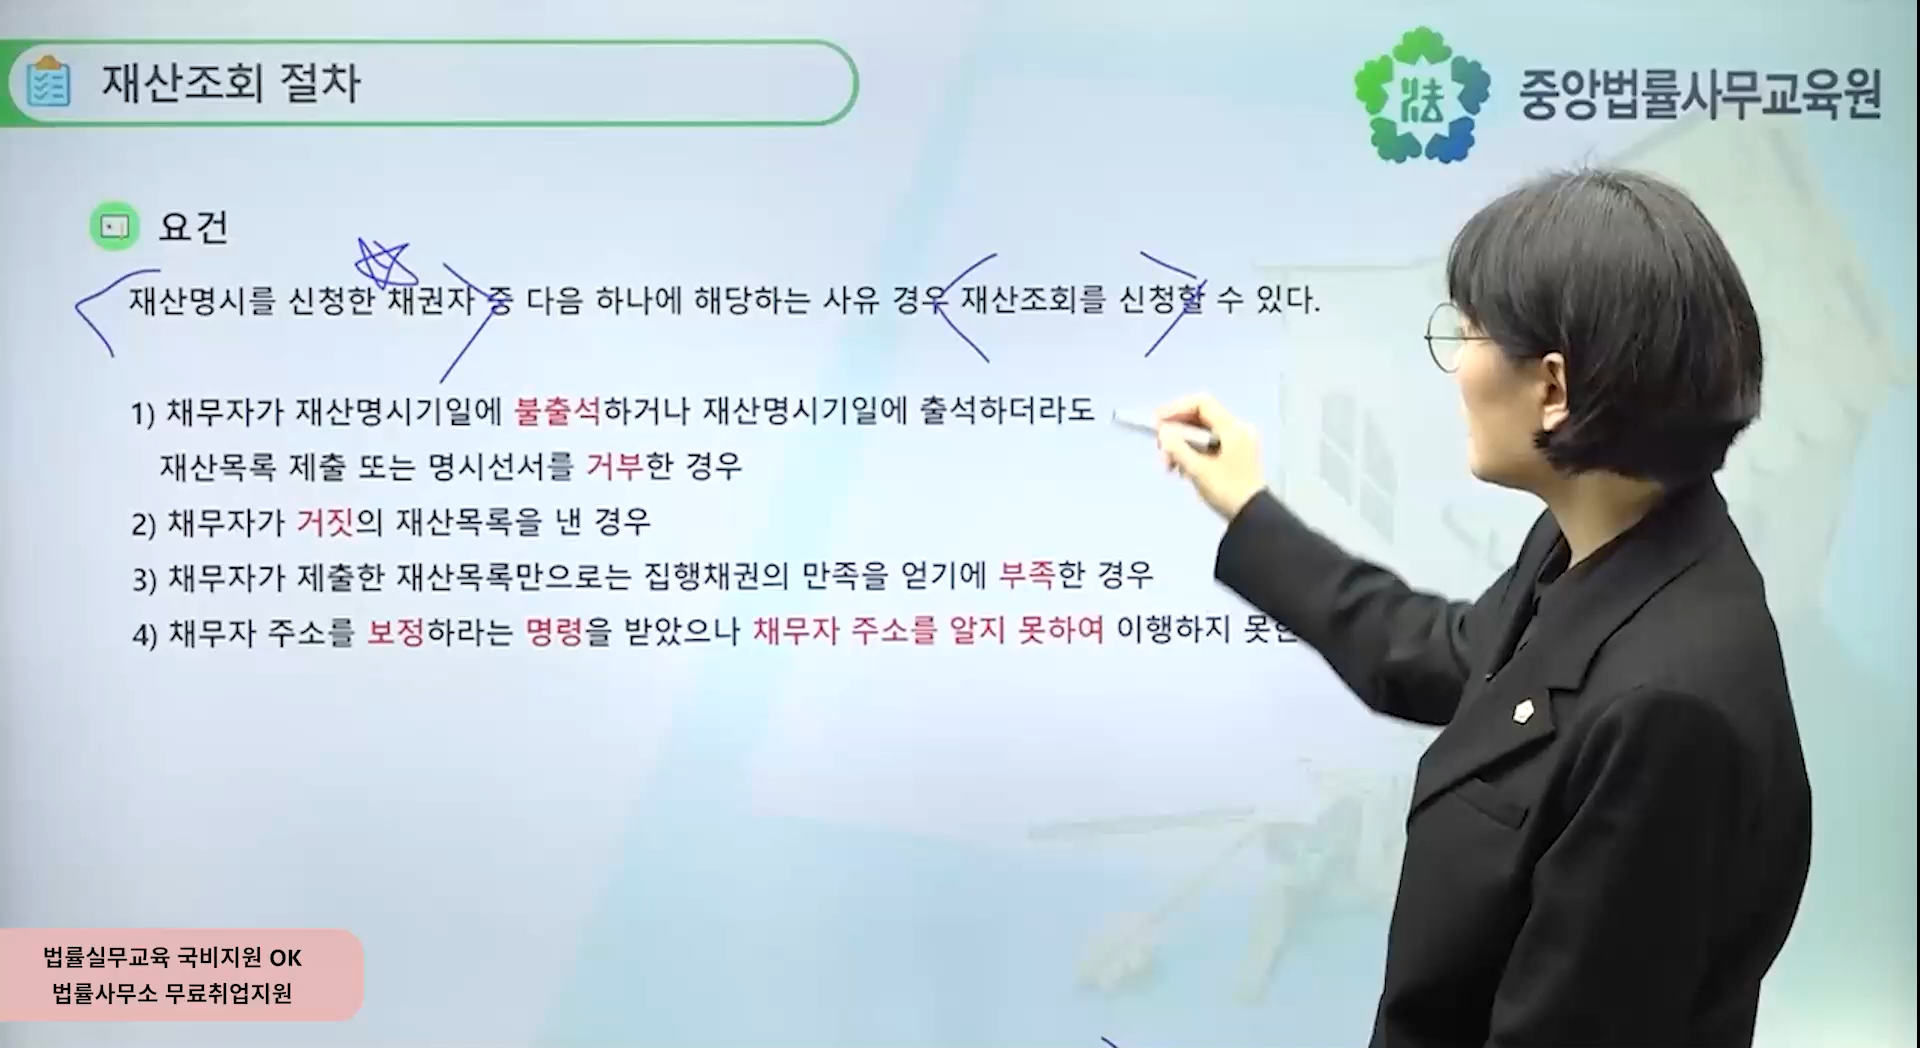 재산조회 절차
중앙법률사무교육원
요건
재산명시를 신청한 채권자 중 다음 하나에 해당하는 사유 경우 재산조회를 신청할 수 있다.
1) 채무자가 재산명시기일에 불출석하거나 재산명시기일에 출석하더라도
재산목록 제출 또는 명시선서를 거부한 경우
2) 채무자가 거짓의 재산목록을 낸 경우
3) 채무자가 제출한 재산목록만으로는 집행채권의 만족을 얻기에 부족한 경우
4) 채무자 주소를 보정하라는 명령을 받았으나 채무자 주소를 알지 못하여 이행하지
법률실무교육 국비지원 OK
법률사무소 무료취업지원